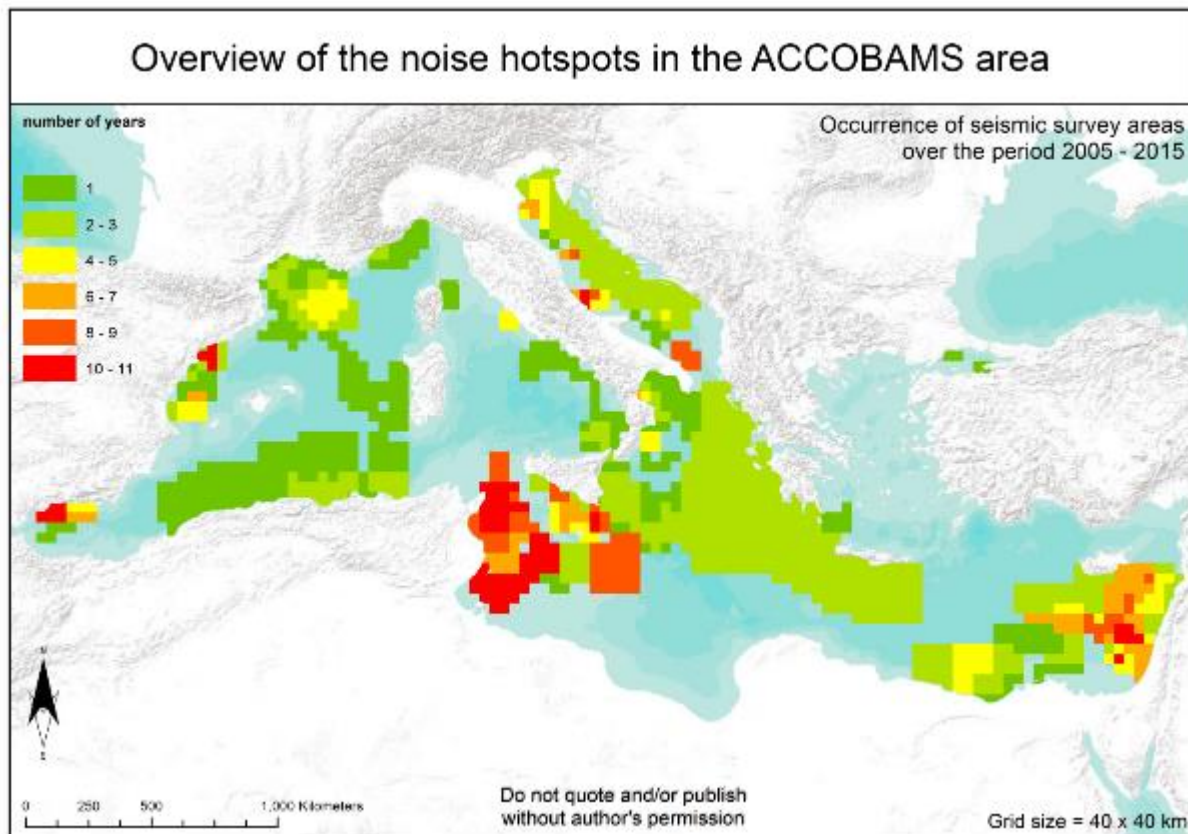 Overview of the noise hotspots in the ACCOBAMS area
number of years
Occurrence of seismic survey areas
over the period 2005 - 2015
1
2 - 3
4 - 5
6 - 7
8 - 9
10 - 11
0 250 500 1,000 Kilometers
Do not quote and/or publish
without author's permission
Grid size = 40 x 40 km